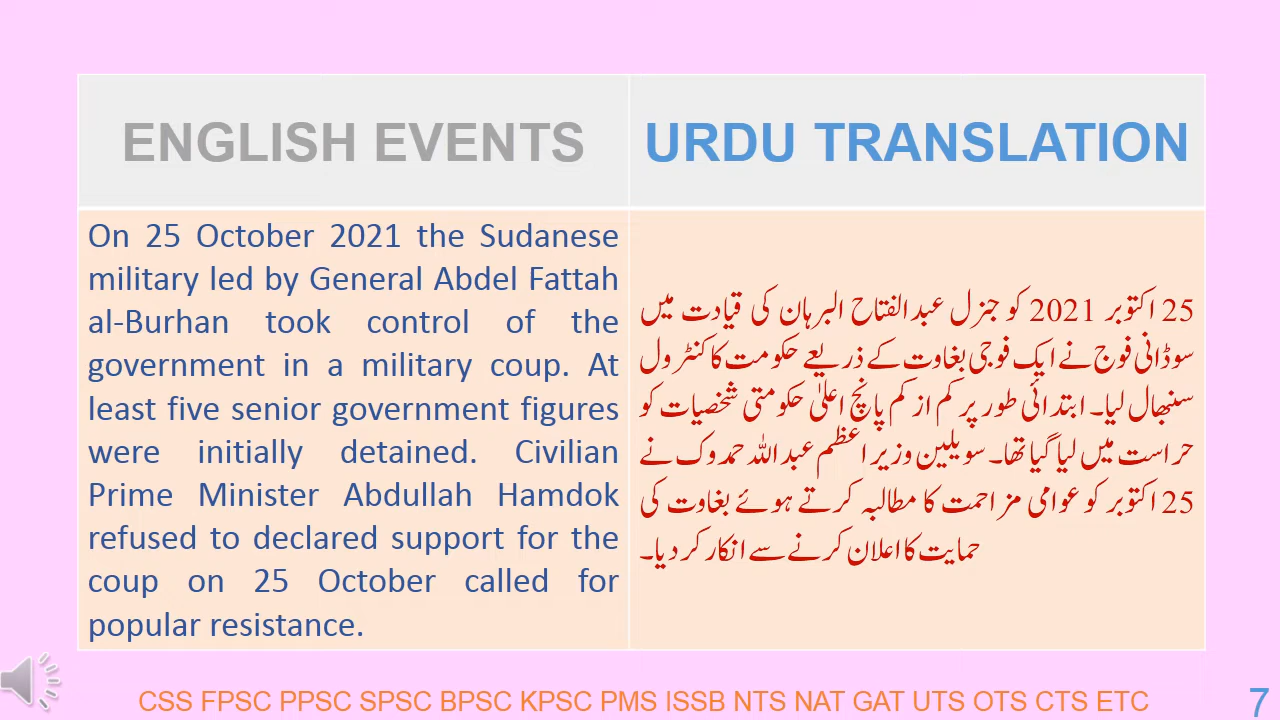 ENGLISH EVENTS
URDU TRANSLATION
On 25 October 2021 the Sudanese
military led by General Abdel Fattah
al-Burhan took control of the
government in a military coup. At
least five senior government figures
were initially detained. Civilian
Prime Minister Abdullah Hamdok
refused to declared support for the
coup on 25 October called for
popular resistance.
25 اکتوبر 2021 کو جنرل عبدالفتاح البرہان کی قیادت میں
سوڈانی فوج نے ایک فوجی بغاوت کے ذریعے حکومت کا کنٹرول
سنبھال لیا۔ ابتدائی طور پر کم از کم پانچ اعلیٰ حکومتی شخصیات کو
حراست میں لیا گیا تھا۔ سویلین وزیر اعظم عبداللہ حمدوک نے
25 اکتوبر کو عوامی مزاحمت کا مطالبہ کرتے ہوئے بغاوت کی
حمایت کا اعلان کرنے سے انکار کر دیا۔
CSS FPSC PPSC SPSC BPSC KPSC PMS ISSB NTS NAT GAT UTS OTS CTS ETC
7